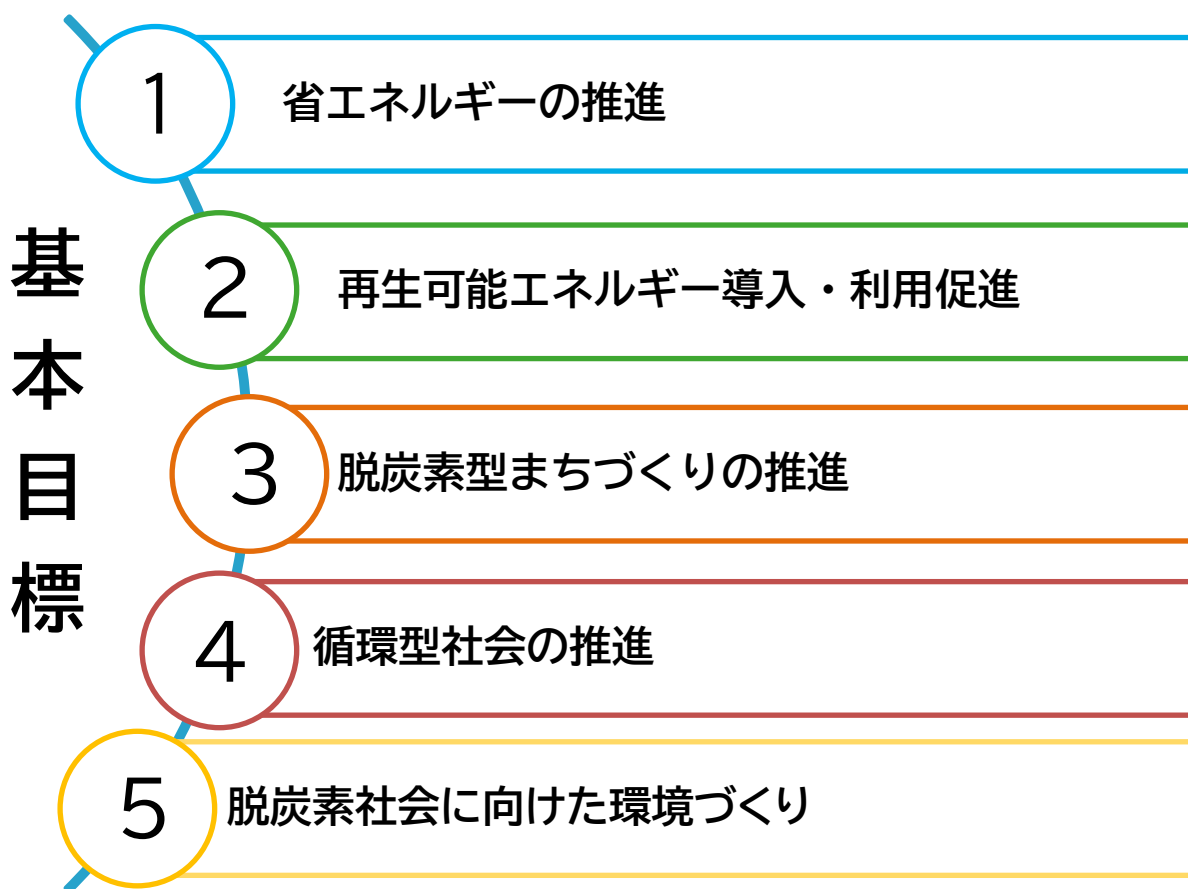 基本目標
1
省エネルギーの推進
2
再生可能エネルギー導入・利用促進
3
脱炭素型まちづくりの推進
4
循環型社会の推進
5
脱炭素社会に向けた環境づくり